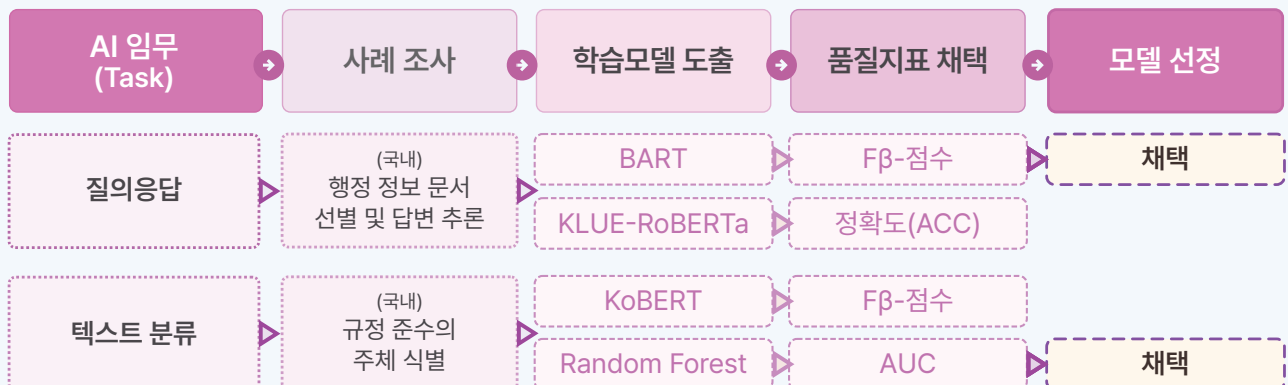 AI 임무
(Task)
사례 조사
학습모델 도출
품질지표 채택
모델 선정
질의응답
(국내)
행정 정보 문서
선별 및 답변 추론
BART
Fβ-점수
채택
KLUE-RoBERTa
정확도(ACC)
텍스트 분류
(국내)
규정 준수의
주체 식별
KoBERT
Fβ-점수
Random Forest
AUC
채택